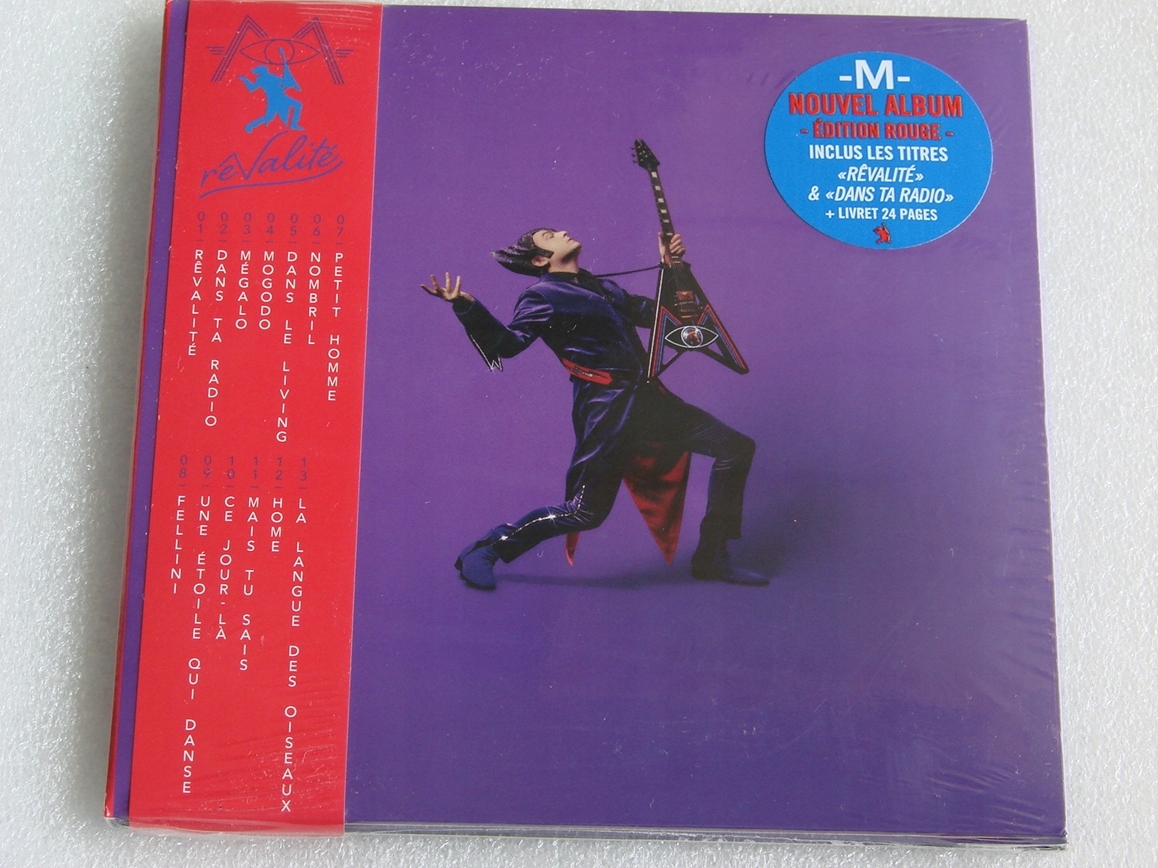 rêvalité
01 RÊVALITÉ
02 DANS TA RADIO
03 MÉGALO
04 MOGODO
05 DANS LE LIVING
06 NOMBRIL
07 PETIT HOMME
08 FELLINI
09 UNE ÉTOILE QUI DANSE
10 CE JOUR-LÀ
11 MAIS TU SAIS
12 HOME
13 LA LANGUE DES OISEAUX
-M-
NOUVEL ALBUM
- ÉDITION ROUGE -
INCLUS LES TITRES
«RÊVALITÉ»
& «DANS TA RADIO»
+ LIVRET 24 PAGES